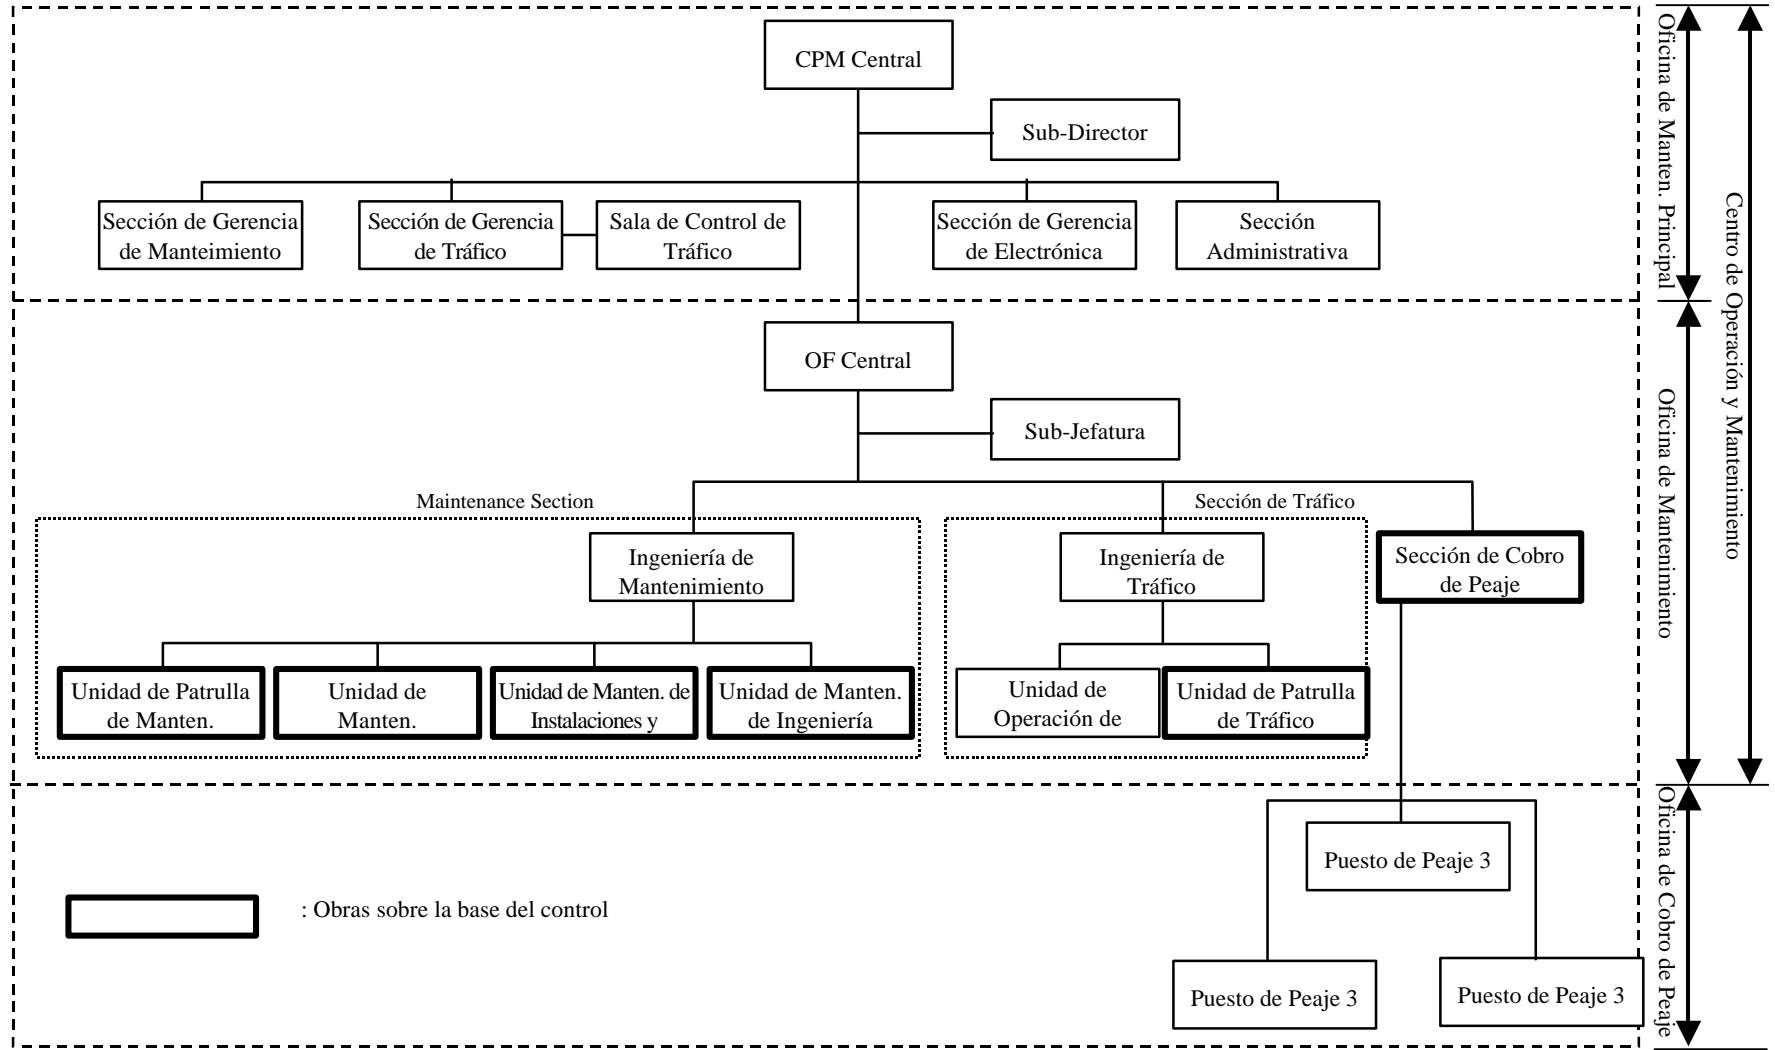 CPM Central
Sub-Director
Sección de Gerencia
de Manteimiento
Sección de Gerencia
de Tráfico
Sala de Control de
Tráfico
Sección de Gerencia
de Electrónica
Sección
Administrativa
OF Central
Sub-Jefatura
Maintenance Section
Sección de Tráfico
Ingeniería de
Mantenimiento
Ingeniería de
Tráfico
Sección de Cobro
de Peaje
Unidad de Patrulla
de Manten.
Unidad de
Manten.
Unidad de Manten. de
Instalaciones y
Unidad de Manten.
de Ingeniería
Unidad de
Operación de
Unidad de Patrulla
de Tráfico
Puesto de Peaje 3
Puesto de Peaje 3
Puesto de Peaje 3
: Obras sobre la base del control
Oficina de Manten. Principal
Oficina de Mantenimiento
Oficina de Cobro de Peaje
Centro de Operación y Mantenimiento